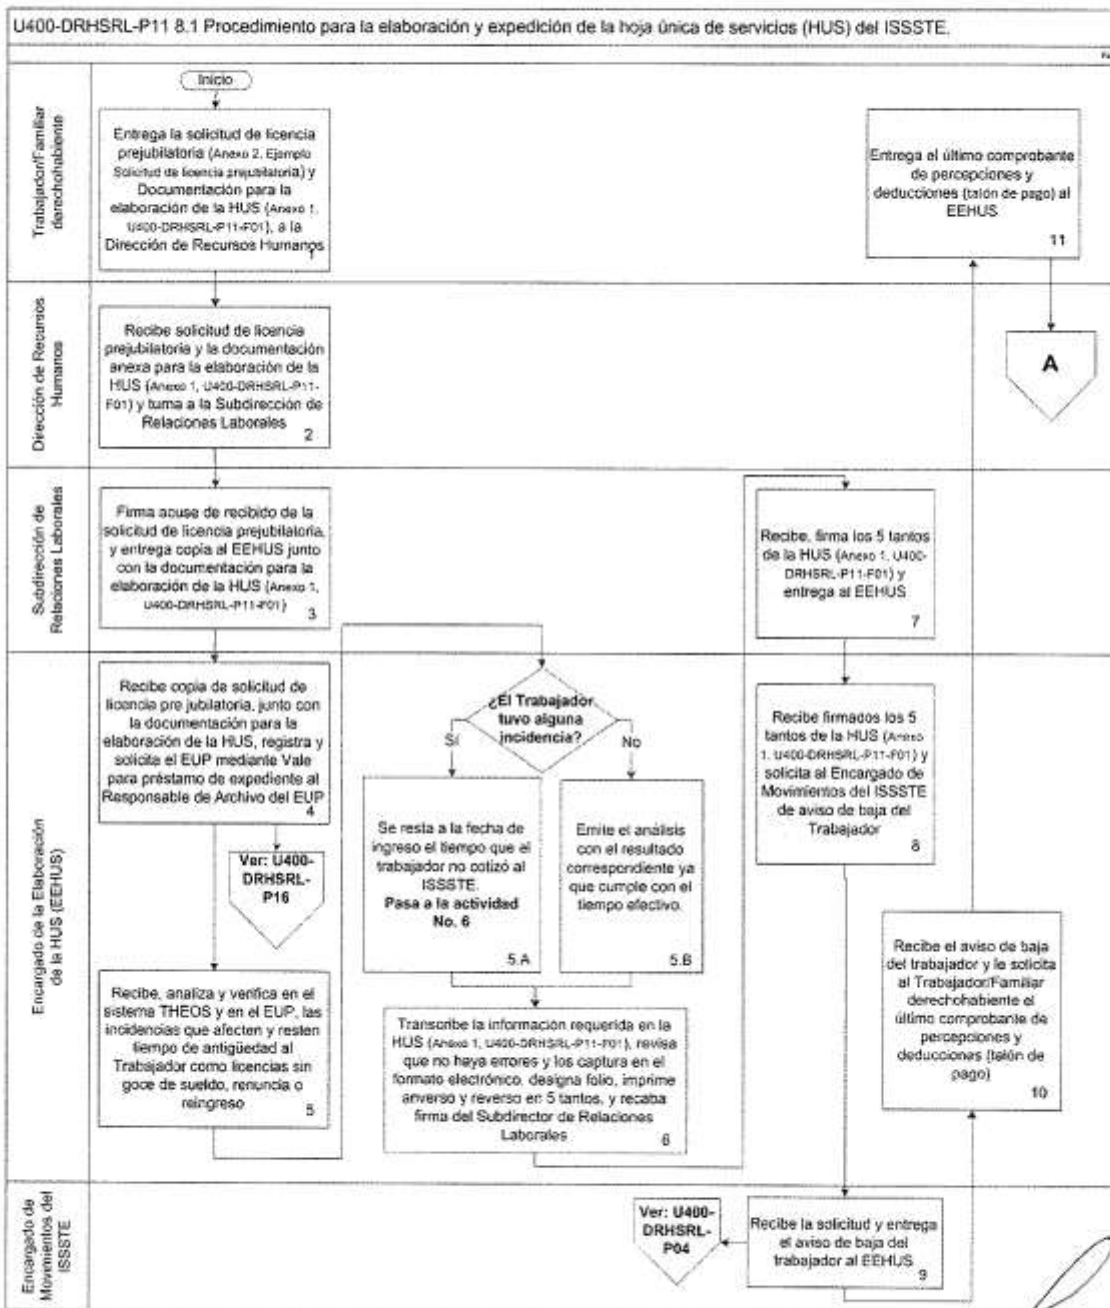 U400-DRHSRL-P11 8.1 Procedimiento para la elaboración y expedición de la hoja única de servicios (HUS) del ISSSTE.
Trabajador/Familiar
derechohabiente
Inicio
Entrega la solicitud de licencia
prejubilatoria (Anexo 2, Ejemplo
Solicitud de licencia prejubilatoria) y
Documentación para la
elaboración de la HUS (Anexo 1,
U400-DRHSRL-P11-F01), a la
Dirección de Recursos Humanos
1
Entrega el último comprobante
de percepciones y
deducciones (talón de pago) al
EEHUS
11
Dirección de Recursos
Humanos
Recibe solicitud de licencia
prejubilatoria y la documentación
anexa para la elaboración de la
HUS (Anexo 1, U400-DRHSRL-P11-
F01) y turna a la Subdirección de
Relaciones Laborales
2
A
Subdirección de
Relaciones Laborales
Firma acuse de recibido de la
solicitud de licencia prejubilatoria,
y entrega copia al EEHUS junto
con la documentación para la
elaboración de la HUS (Anexo 1,
U400-DRHSRL-P11-F01)
3
Recibe, firma los 5 tantos
de la HUS (Anexo 1, U400-
DRHSRL-P11-F01) y
entrega al EEHUS
7
Encargado de la Elaboración
de la HUS (EEHUS)
Recibe copia de solicitud de
licencia pre jubilatoria, junto con
la documentación para la
elaboración de la HUS, registra y
solicita el EUP mediante Vale
para préstamo de expediente al
Responsable de Archivo del EUP
4
Ver: U400-
DRHSRL-
P16
Recibe, analiza y verifica en el
sistema THEOS y en el EUP, las
incidencias que afecten y resten
tiempo de antigüedad al
Trabajador como licencias sin
goce de sueldo, renuncia o
reingreso
5
¿El Trabajador
tuvo alguna
incidencia?
Sí
No
Se resta a la fecha de
ingreso el tiempo que el
trabajador no cotizó al
ISSSTE.
Pasa a la actividad
No. 6
5.A
Emite el análisis
con el resultado
correspondiente ya
que cumple con el
tiempo efectivo.
5.B
Transcribe la información requerida en la
HUS (Anexo 1, U400-DRHSRL-P11-F01), revisa
que no haya errores y los captura en el
formato electrónico, designa folio, imprime
anverso y reverso en 5 tantos, y recaba
firma del Subdirector de Relaciones
Laborales
6
Recibe firmados los 5
tantos de la HUS (Anexo
1, U400-DRHSRL-P11-F01) y
solicita al Encargado de
Movimientos del ISSSTE
de aviso de baja del
Trabajador
8
Recibe el aviso de baja
del trabajador y le solicita
al Trabajador/Familiar
derechohabiente el
último comprobante de
percepciones y
deducciones (talón de
pago)
10
Encargado de
Movimientos del
ISSSTE
Ver: U400-
DRHSRL-
P04
Recibe la solicitud y entrega
el aviso de baja del
trabajador al EEHUS
9